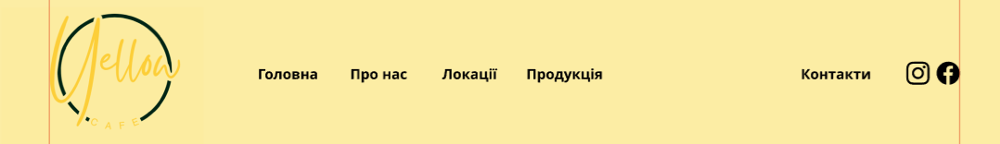 Yellow
CAFE
Головна Про нас Локації Продукція Контакти